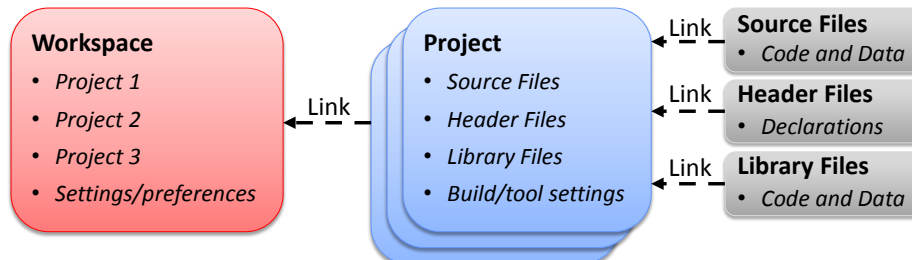 Workspace
• Project 1
• Project 2
• Project 3
• Settings/preferences
Link
Project
• Source Files
• Header Files
• Library Files
• Build/tool settings
Link
Source Files
• Code and Data
Link
Header Files
• Declarations
Link
Library Files
• Code and Data